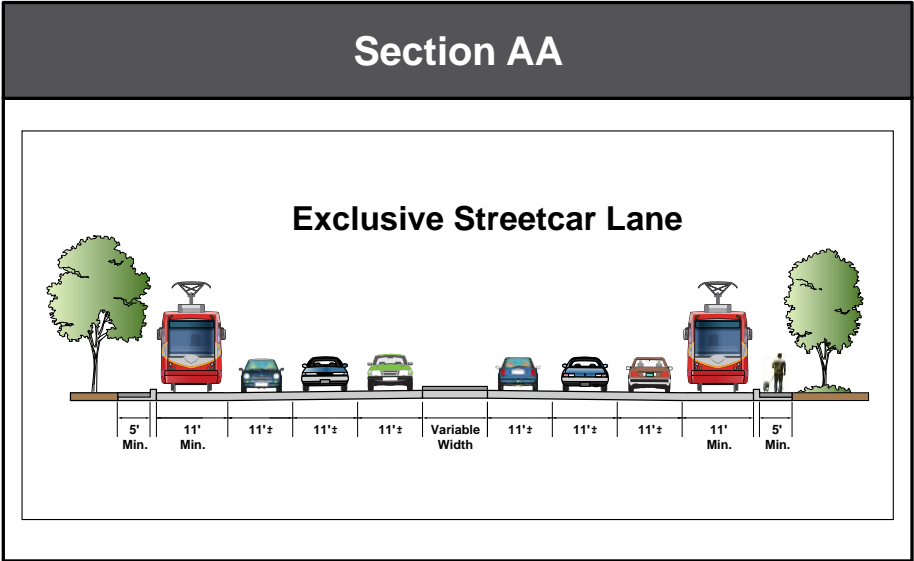 Section AA
Exclusive Streetcar Lane
5' 11' 11'± 11'± 11'± Variable 11'± 11'± 11'± 11' 5'
Min. Min. Width Min. Min.